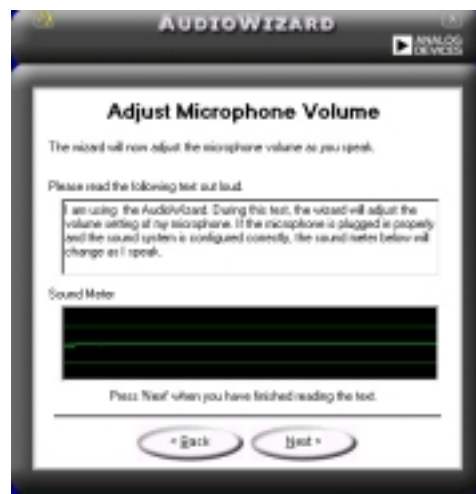 AUDIOWIZARD
ANALOG
DEVICES
Adjust Microphone Volume
The wizard will now adjust the microphone volume as you speak.
Please read the following text out loud.
I am using the AudioWizard. During this test, the wizard will adjust the
volume setting of my microphone. If the microphone is plugged in properly
and the sound system is configured correctly, the sound meter below will
change as I speak.
Sound Meter
Press 'Next' when you have finished reading the text.
< Back
Next >